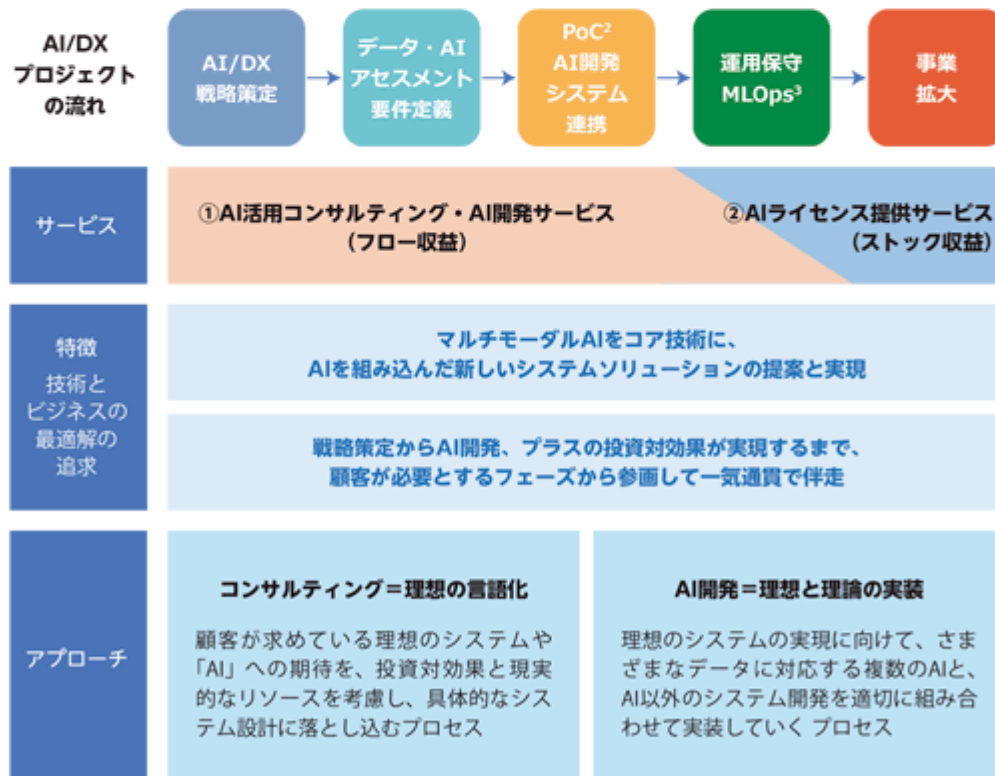 AI/DX
プロジェクト
の流れ
AI/DX
戦略策定
データ・AI
アセスメント
要件定義
PoC²
AI開発
システム
連携
運用保守
MLOps³
事業
拡大
サービス
①AI活用コンサルティング・AI開発サービス
（フロー収益）
②AIライセンス提供サービス
（ストック収益）
特徴
技術と
ビジネスの
最適解の
追求
マルチモーダルAIをコア技術に、
AIを組み込んだ新しいシステムソリューションの提案と実現
戦略策定からAI開発、プラスの投資対効果が実現するまで、
顧客が必要とするフェーズから参画して一気通貫で伴走
アプローチ
コンサルティング＝理想の言語化
顧客が求めている理想のシステムや
「AI」への期待を、投資対効果と現実
的なリソースを考慮し、具体的なシス
テム設計に落とし込むプロセス
AI開発＝理想と理論の実装
理想のシステムの実現に向けて、さま
ざまなデータに対応する複数のAIと、
AI以外のシステム開発を適切に組み合
わせて実装していく プロセス